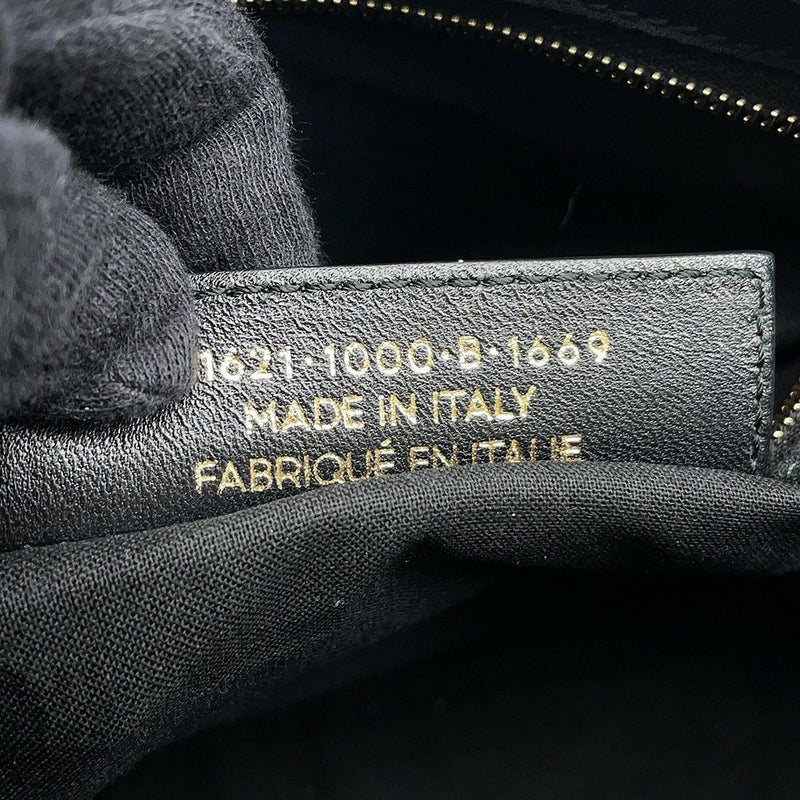 1621·1000·B·1669
MADE IN ITALY
FABRIQUÉ EN ITALIE